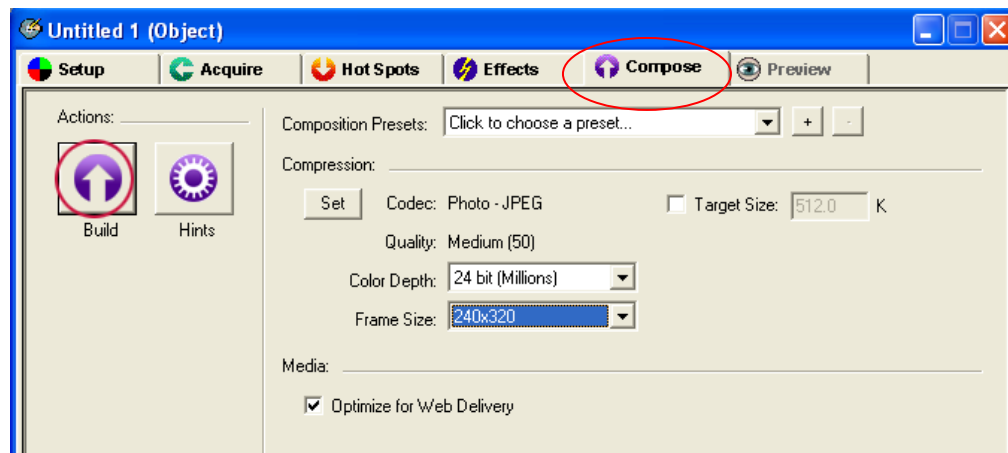 Untitled 1 (Object)
Setup Acquire Hot Spots Effects Compose Preview
Actions:
Build Hints
Composition Presets: Click to choose a preset... + -
Compression:
Set Codec: Photo - JPEG Target Size: 512.0 K
Quality: Medium (50)
Color Depth: 24 bit (Millions)
Frame Size: 240x320
Media:
Optimize for Web Delivery